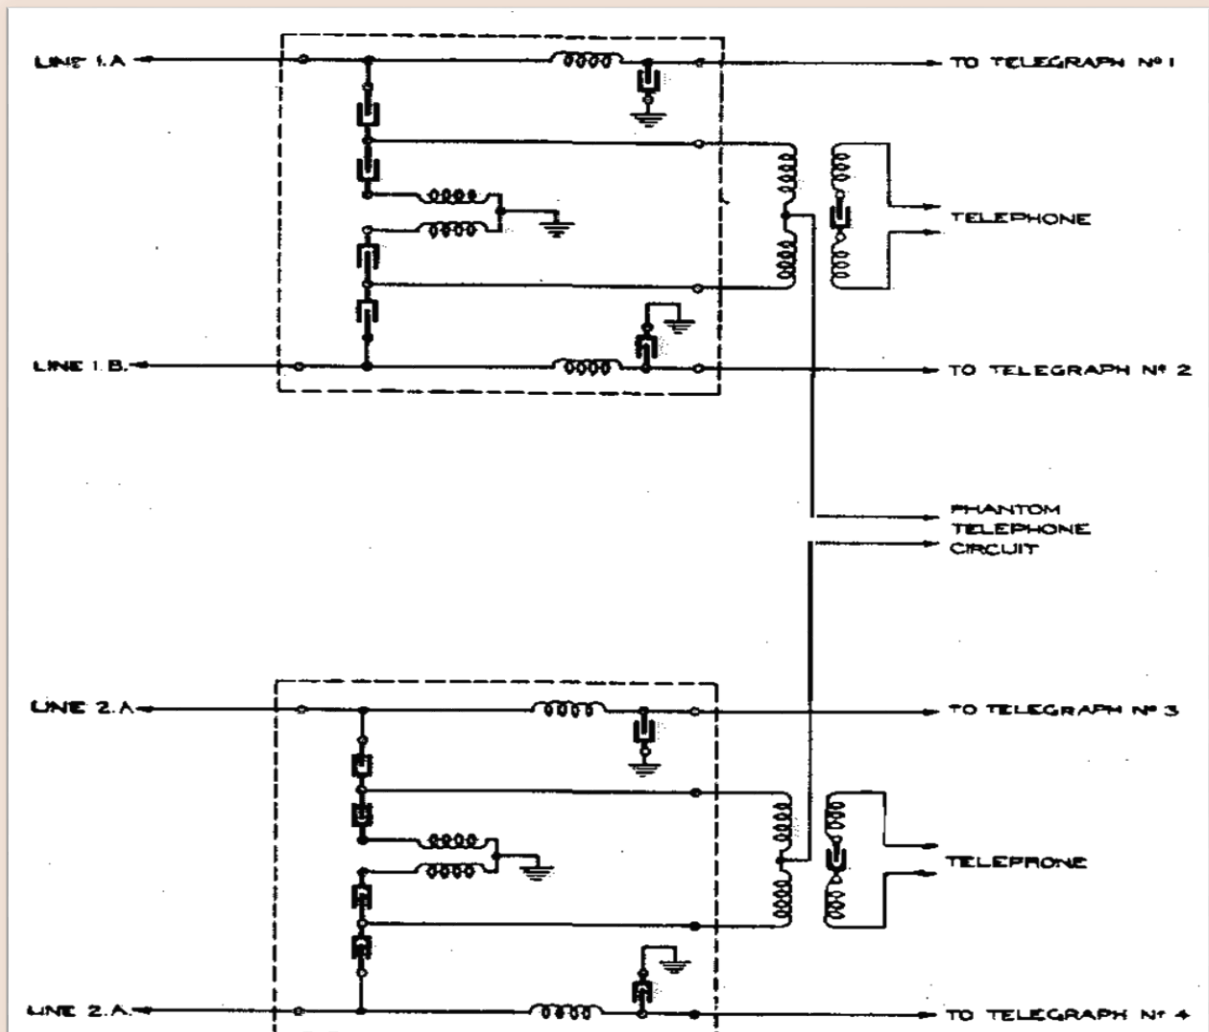 LINE 1.A
TO TELEGRAPH Nº 1
TELEPHONE
LINE 1.B.
TO TELEGRAPH Nº 2
PHANTOM
TELEPHONE
CIRCUIT
LINE 2.A
TO TELEGRAPH Nº 3
TELEPHONE
LINE 2.A.
TO TELEGRAPH Nº 4